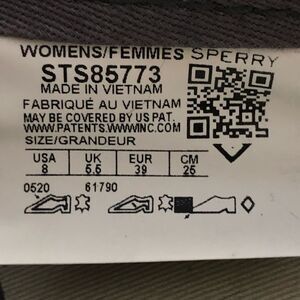 WOMENS/FEMMES SPERRY
STS85773
MADE IN VIETNAM
FABRIQUÉ AU VIETNAM
MAY BE COVERED BY US PAT.
WWW.PATENTS.WWWINC.COM
SIZE/GRANDEUR
USA UK EUR CM
8 5.5 39 25
0520 61790